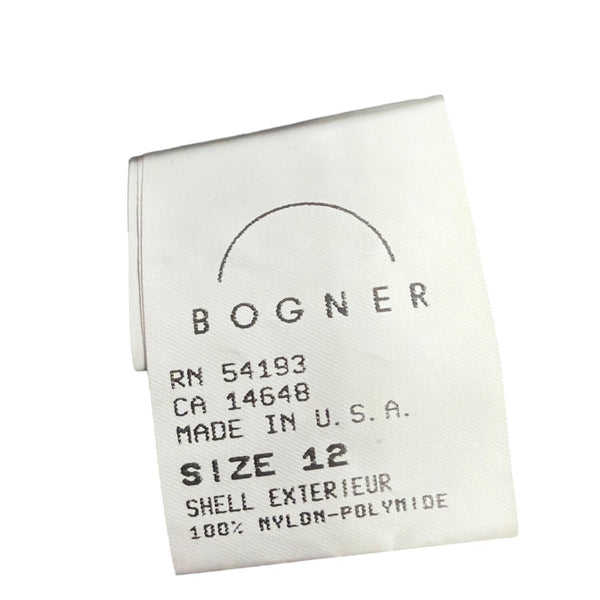 BOGNER
RN 54193
CA 14648
MADE IN U.S.A.
SIZE 12
SHELL EXTERIEUR
100% NYLON-POLYMIDE